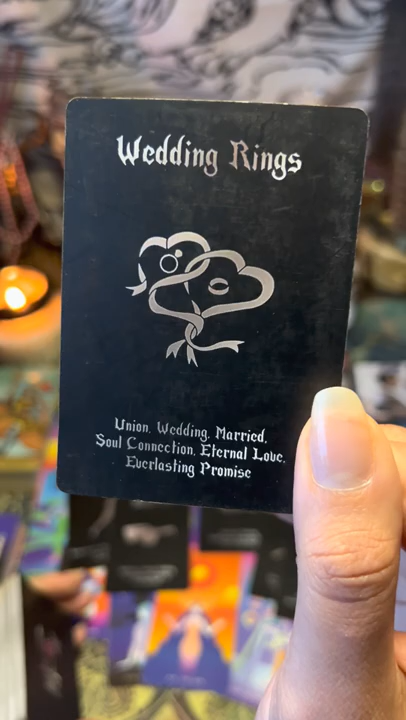 Wedding Rings
Union, Wedding, Married,
Soul Connection, Eternal Love,
Everlasting Promise